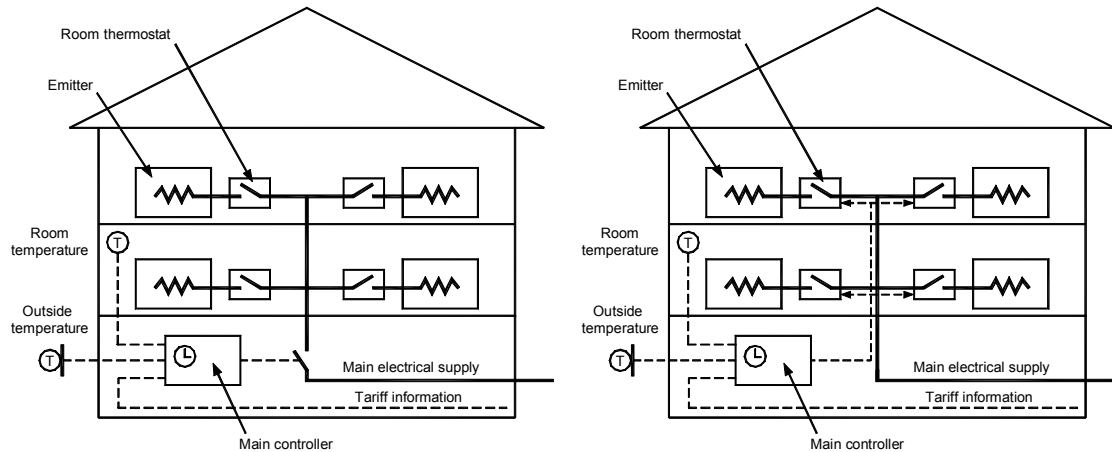 Room thermostat
Emitter
Room
temperature
T
Outside
temperature
T
Main electrical supply
Tariff information
Main controller
Room thermostat
Emitter
Room
temperature
T
Outside
temperature
T
Main electrical supply
Tariff information
Main controller